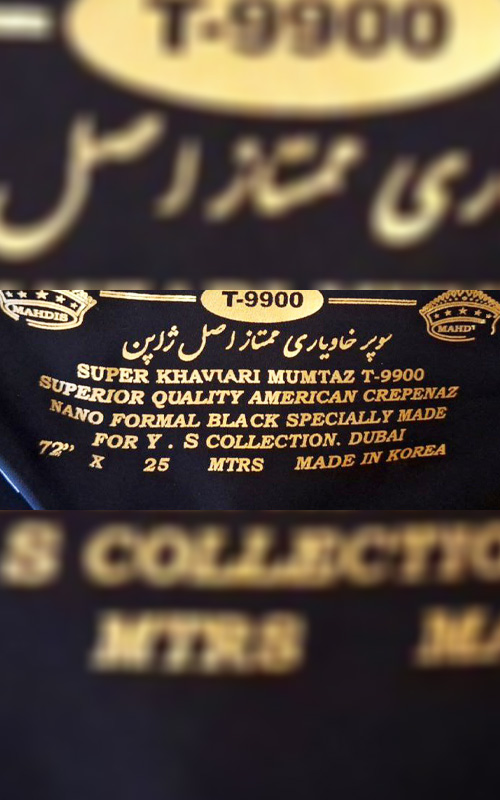 T-9900
MAHDIS
سوپر خاویاری ممتاز اصل ژاپن
SUPER KHAVIARI MUMTAZ T-9900
SUPERIOR QUALITY AMERICAN CREPENAZ
NANO FORMAL BLACK SPECIALLY MADE
FOR Y . S COLLECTION. DUBAI
72" X 25 MTRS MADE IN KOREA